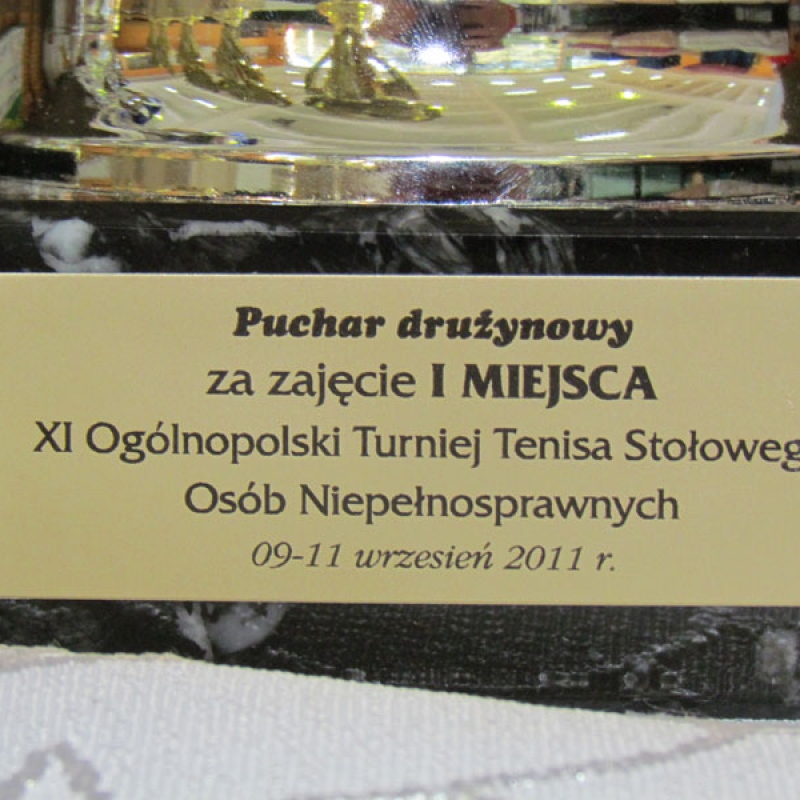 Puchar drużynowy
za zajęcie I MIEJSCA
XI Ogólnopolski Turniej Tenisa Stołoweg
Osób Niepełnosprawnych
09-11 wrzesień 2011 r.